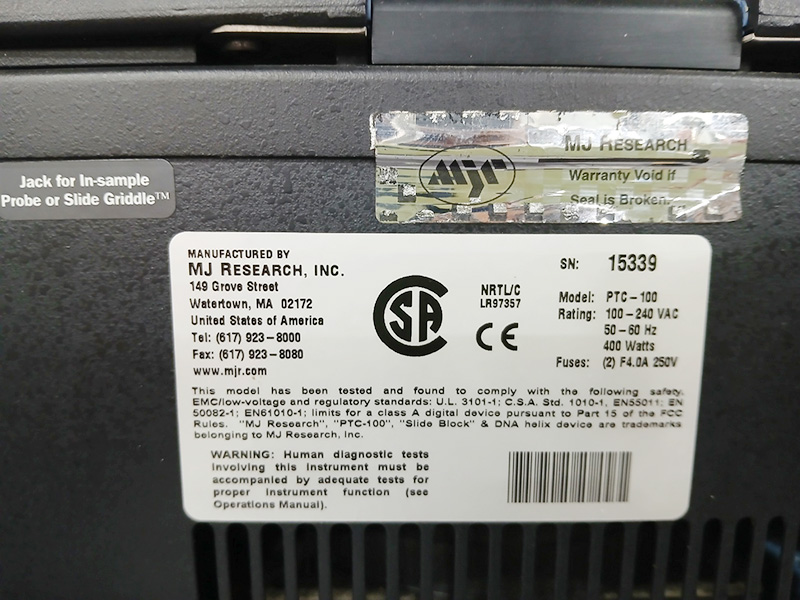 Jack for In-sample
Probe or Slide Griddle™
mjr
MJ RESEARCH
Warranty Void if
Seal is Broken.
MANUFACTURED BY
MJ RESEARCH, INC.
149 Grove Street
Watertown, MA 02172
United States of America
Tel: (617) 923-8000
Fax: (617) 923-8080
www.mjr.com
SA
NRTL/C
LR97357
CE
SN: 15339
Model: PTC-100
Rating: 100-240 VAC
50-60 Hz
400 Watts
Fuses: (2) F4.0A 250V
This model has been tested and found to comply with the following safety,
EMC/low-voltage and regulatory standards: U.L. 3101-1; C.S.A. Std. 1010-1, EN55011; EN
50082-1; EN61010-1; limits for a class A digital device pursuant to Part 15 of the FCC
Rules. "MJ Research", "PTC-100", "Slide Block" & DNA helix device are trademarks
belonging to MJ Research, Inc.
WARNING: Human diagnostic tests
involving this instrument must be
accompanied by adequate tests for
proper instrument function (see
Operations Manual).